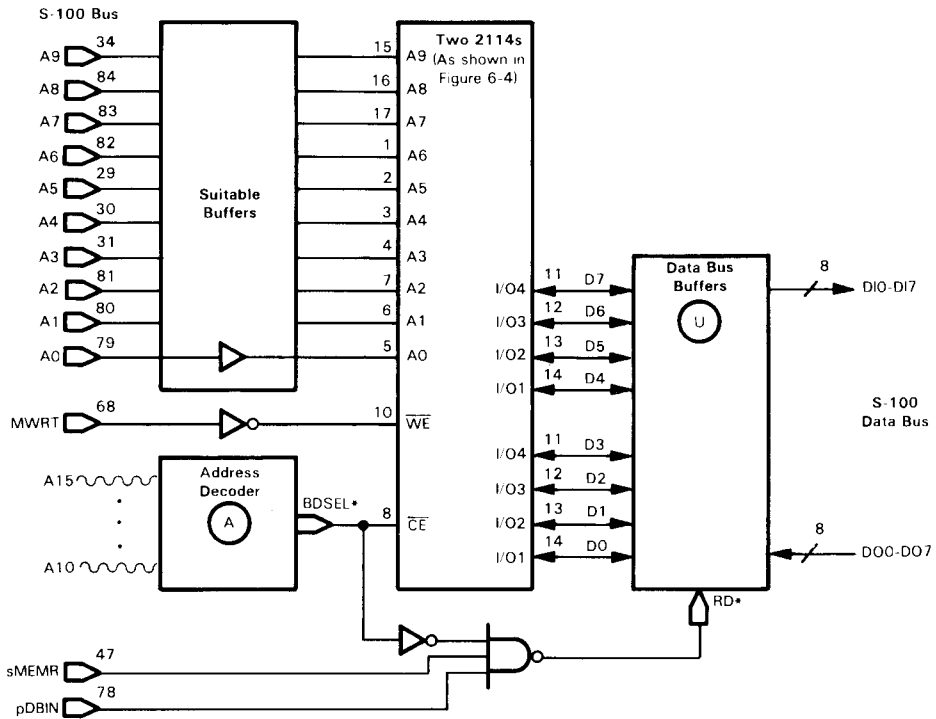 S-100 Bus
A9 34 15 A9
A8 84 16 A8
A7 83 17 A7
A6 82 1 A6
A5 29 2 A5
A4 30 3 A4
A3 31 4 A3
A2 81 7 A2
A1 80 6 A1
A0 79 5 A0
Suitable
Buffers
Two 2114s
(As shown in
Figure 6-4)
MWRT 68 10 W̅E̅
A15
A10
Address
Decoder
A
BDSEL* 8 C̅E̅
I/O4 11 D7
I/O3 12 D6
I/O2 13 D5
I/O1 14 D4
I/O4 11 D3
I/O3 12 D2
I/O2 13 D1
I/O1 14 D0
Data Bus
Buffers
U
8 DI0-DI7
S-100
Data Bus
8 DO0-DO7
RD*
sMEMR 47
pDBIN 78